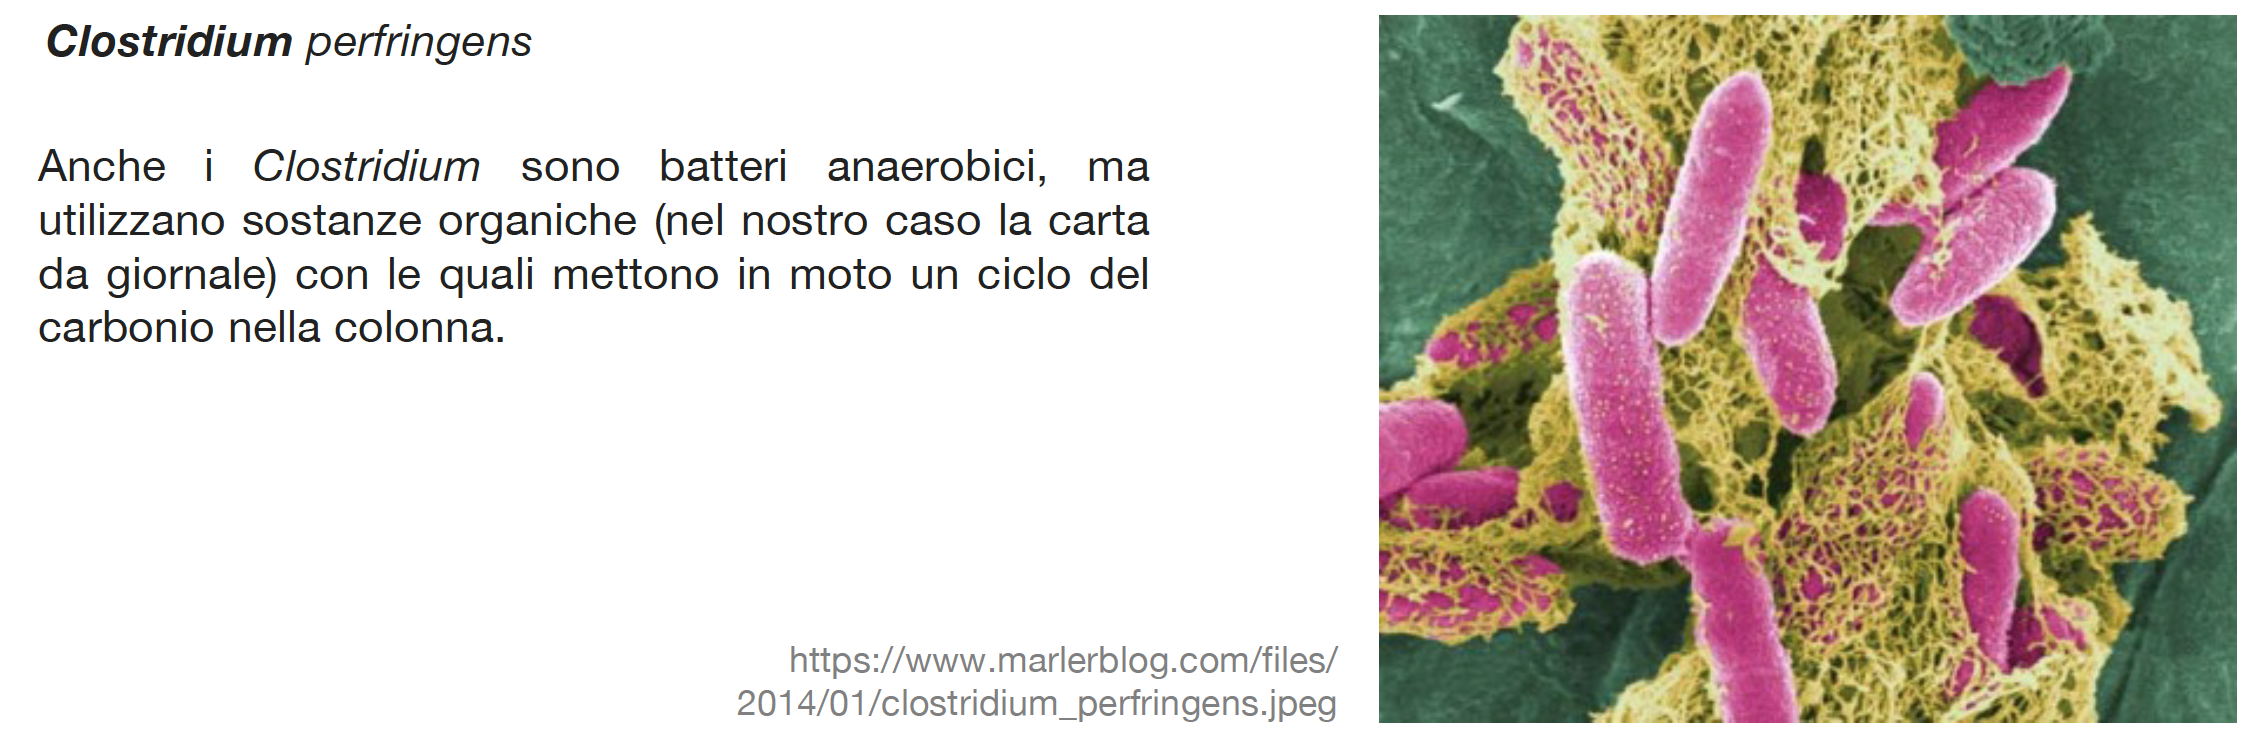 Clostridium perfringens
Anche i Clostridium sono batteri anaerobici, ma
utilizzano sostanze organiche (nel nostro caso la carta
da giornale) con le quali mettono in moto un ciclo del
carbonio nella colonna.
https://www.marlerblog.com/files/
2014/01/clostridium_perfringens.jpeg